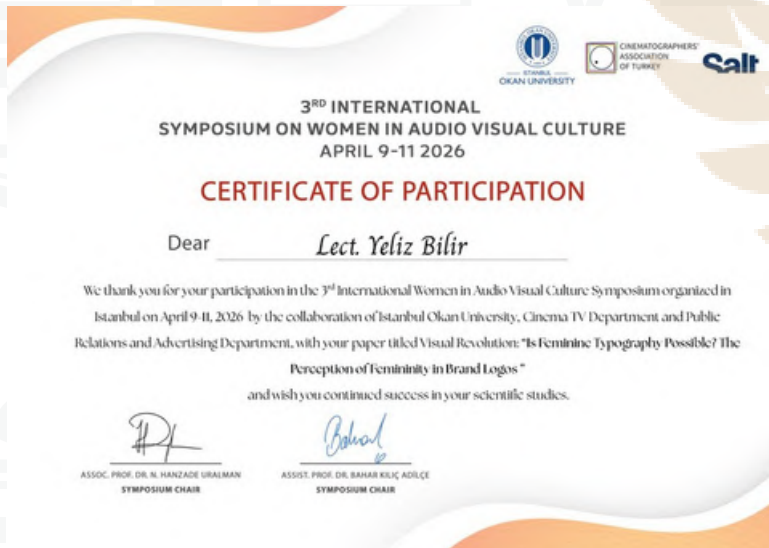 ISTANBUL
OKAN UNIVERSITY
CINEMATOGRAPHERS'
ASSOCIATION
OF TURKEY
Salt
3RD INTERNATIONAL
SYMPOSIUM ON WOMEN IN AUDIO VISUAL CULTURE
APRIL 9-11 2026
CERTIFICATE OF PARTICIPATION
Dear Lect. Yeliz Bilir
We thank you for your participation in the 3rd International Women in Audio Visual Culture Symposium organized in
Istanbul on April 9-11, 2026 by the collaboration of Istanbul Okan University, Cinema TV Department and Public
Relations and Advertising Department, with your paper titled Visual Revolution: "Is Feminine Typography Possible? The
Perception of Femininity in Brand Logos "
and wish you continued success in your scientific studies.
ASSOC. PROF. DR. N. HANZADE URALMAN
SYMPOSIUM CHAIR
ASSIST. PROF. DR. BAHAR KILIÇ ADİLÇE
SYMPOSIUM CHAIR